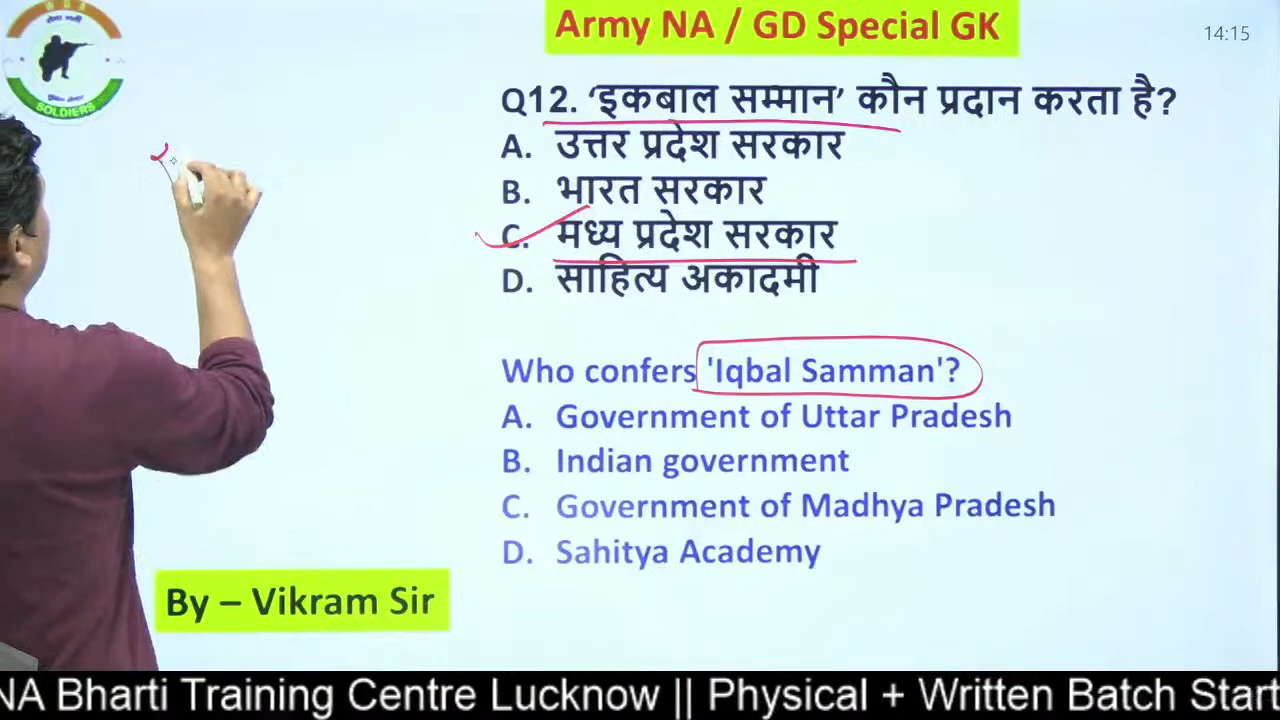 W D A
सेना भर्ती
SOLDIERS
Army NA / GD Special GK
14:15
Q12. ‘इकबाल सम्मान’ कौन प्रदान करता है?
A. उत्तर प्रदेश सरकार
B. भारत सरकार
C. मध्य प्रदेश सरकार
D. साहित्य अकादमी
Who confers 'Iqbal Samman'?
A. Government of Uttar Pradesh
B. Indian government
C. Government of Madhya Pradesh
D. Sahitya Academy
By – Vikram Sir
NA Bharti Training Centre Lucknow || Physical + Written Batch Start